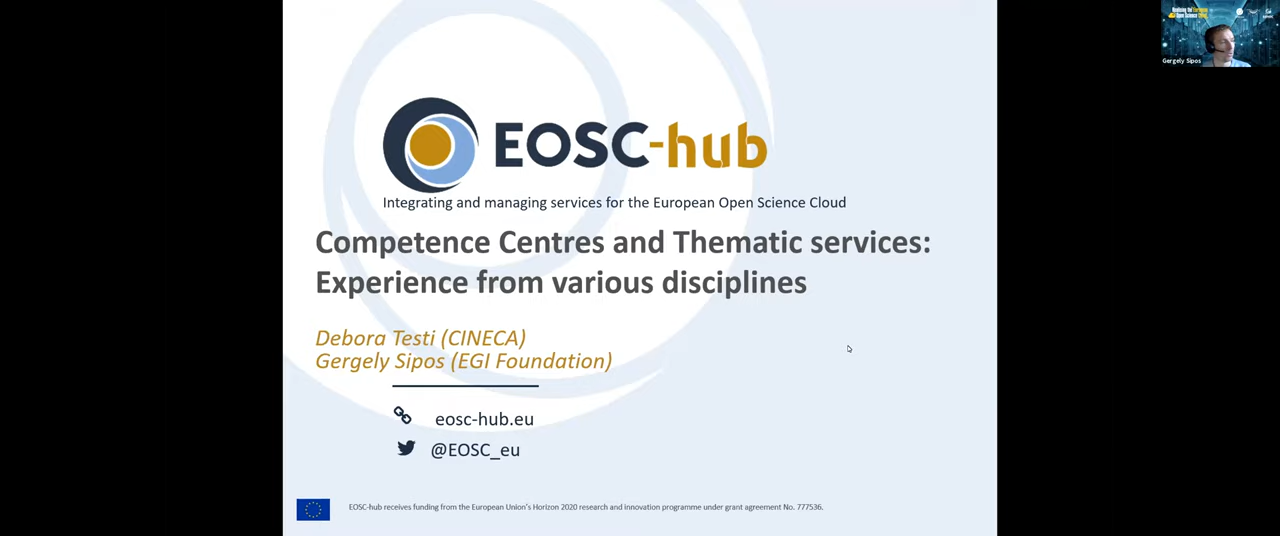 EOSC-hub
Integrating and managing services for the European Open Science Cloud
Competence Centres and Thematic services:
Experience from various disciplines
Debora Testi (CINECA)
Gergely Sipos (EGI Foundation)
eosc-hub.eu
@EOSC_eu
EOSC-hub receives funding from the European Union's Horizon 2020 research and innovation programme under grant agreement No. 777536.
Gergely Sipos